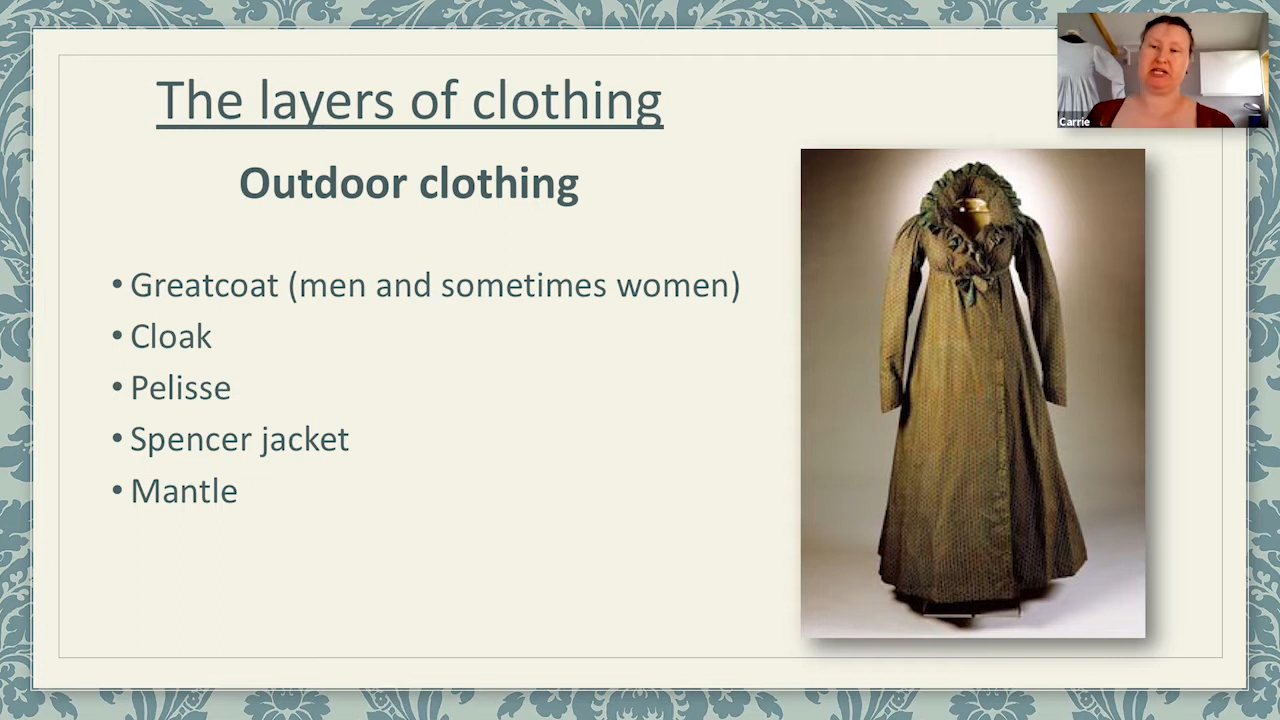 The layers of clothing
Outdoor clothing
• Greatcoat (men and sometimes women)
• Cloak
• Pelisse
• Spencer jacket
• Mantle
Carrie